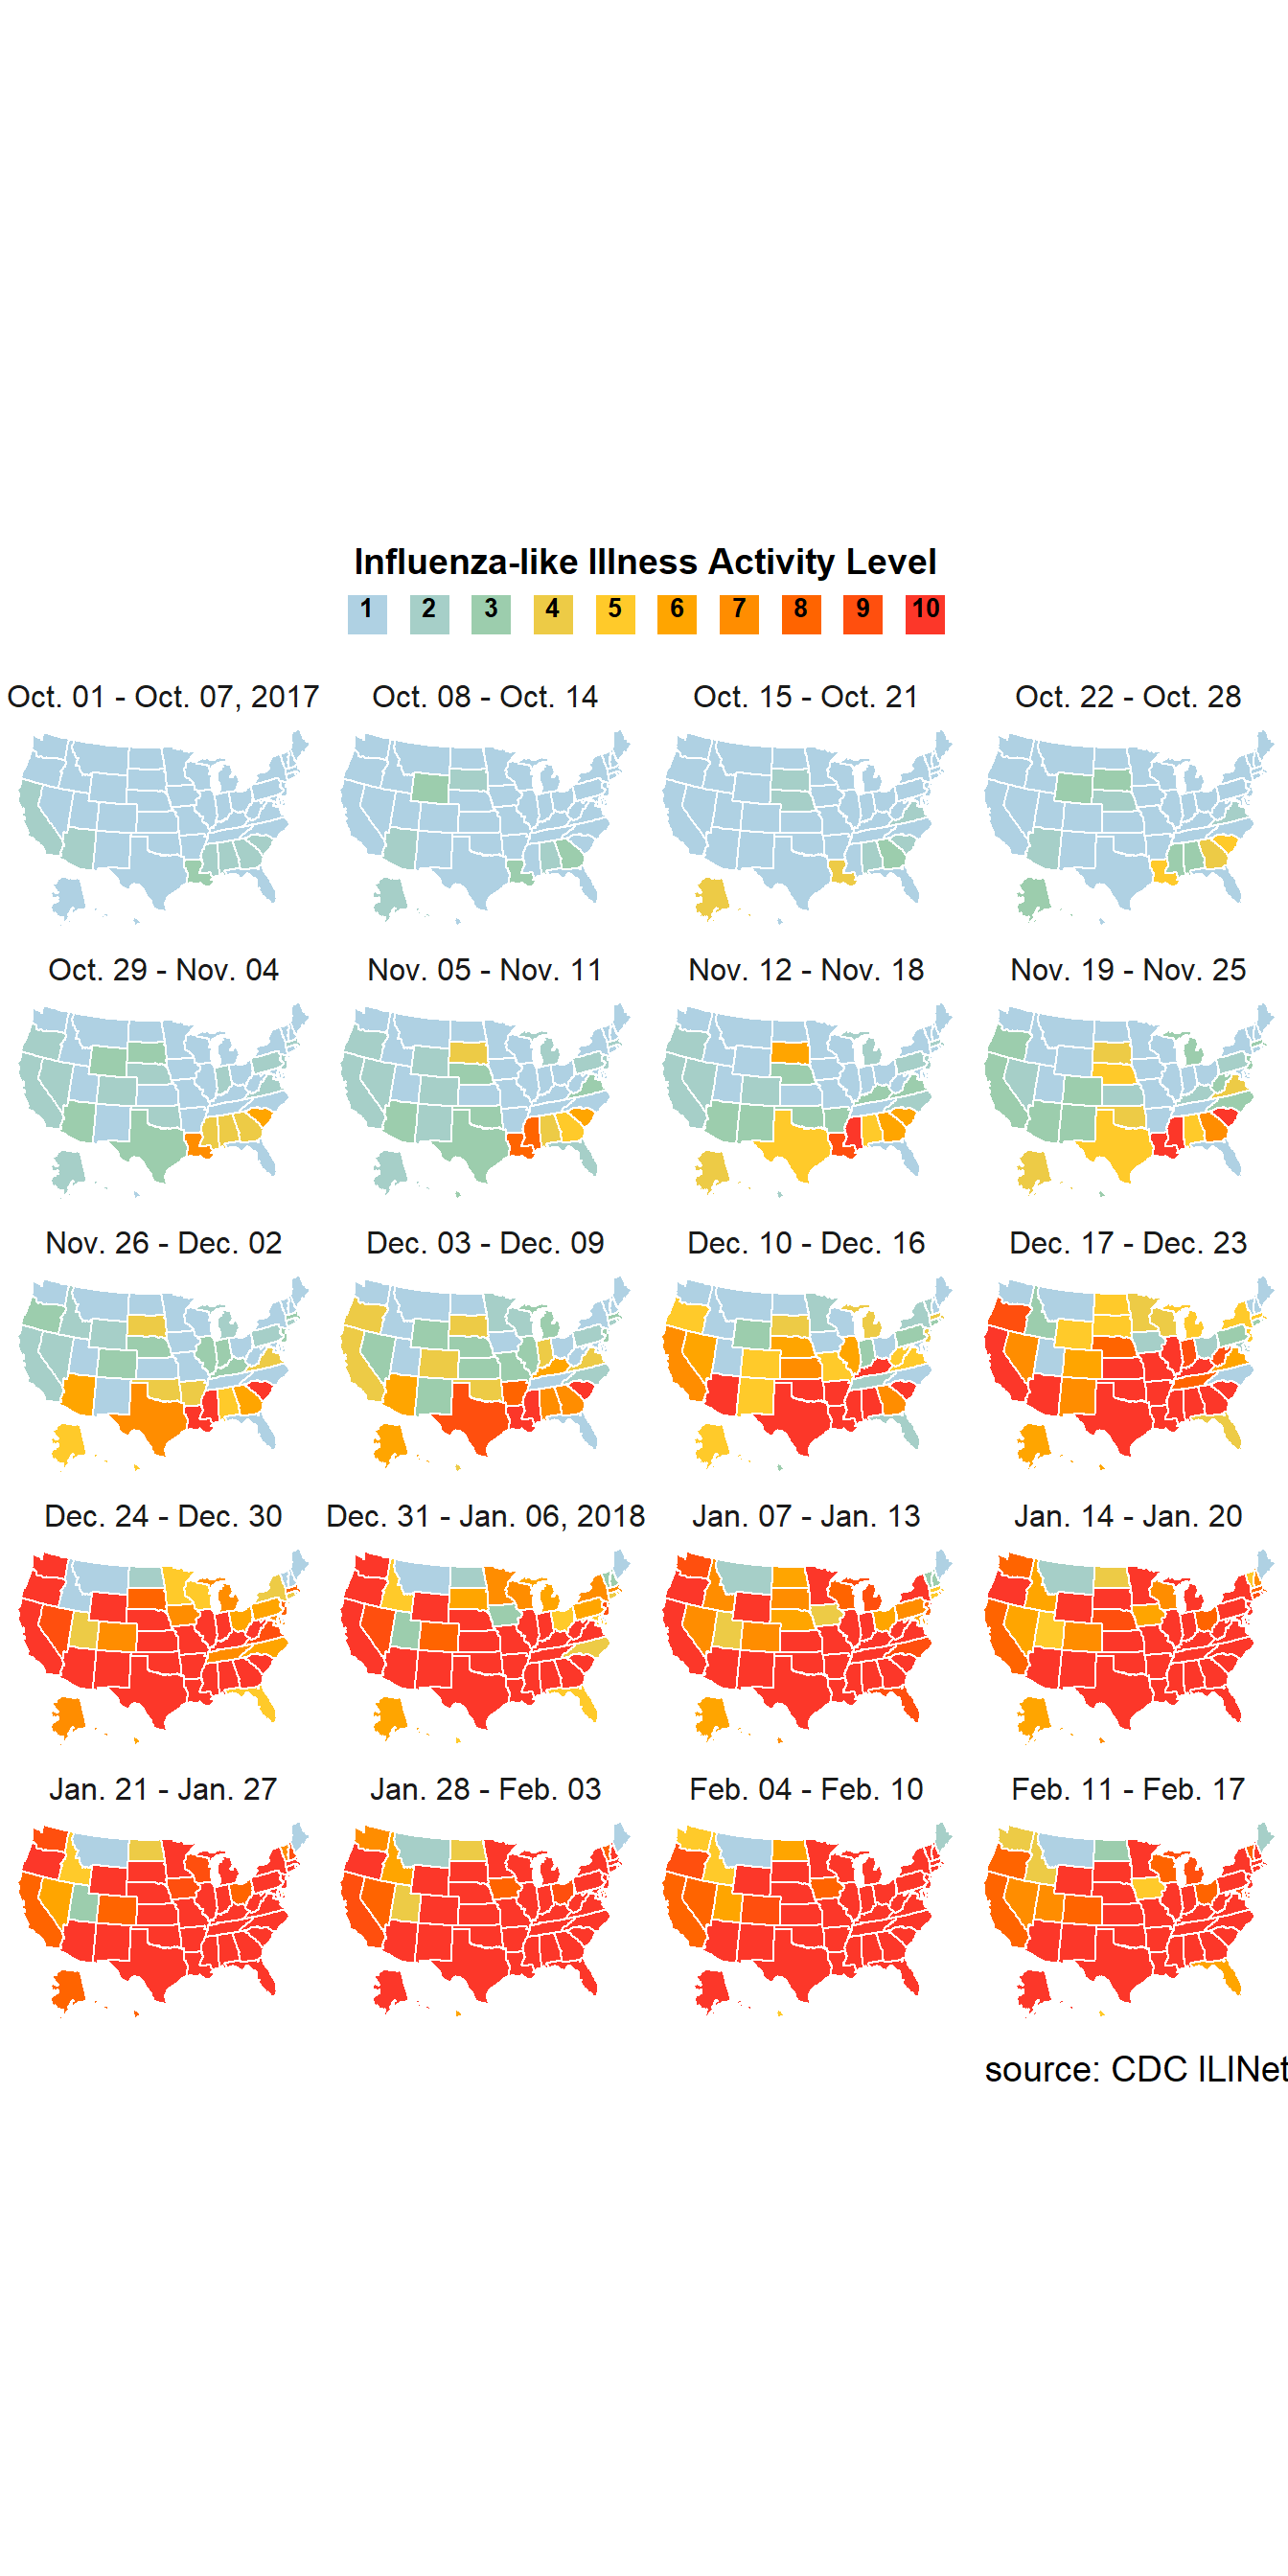 Influenza-like Illness Activity Level
1 2 3 4 5 6 7 8 9 10
Oct. 01 - Oct. 07, 2017 Oct. 08 - Oct. 14 Oct. 15 - Oct. 21 Oct. 22 - Oct. 28
Oct. 29 - Nov. 04 Nov. 05 - Nov. 11 Nov. 12 - Nov. 18 Nov. 19 - Nov. 25
Nov. 26 - Dec. 02 Dec. 03 - Dec. 09 Dec. 10 - Dec. 16 Dec. 17 - Dec. 23
Dec. 24 - Dec. 30 Dec. 31 - Jan. 06, 2018 Jan. 07 - Jan. 13 Jan. 14 - Jan. 20
Jan. 21 - Jan. 27 Jan. 28 - Feb. 03 Feb. 04 - Feb. 10 Feb. 11 - Feb. 17
source: CDC ILINet